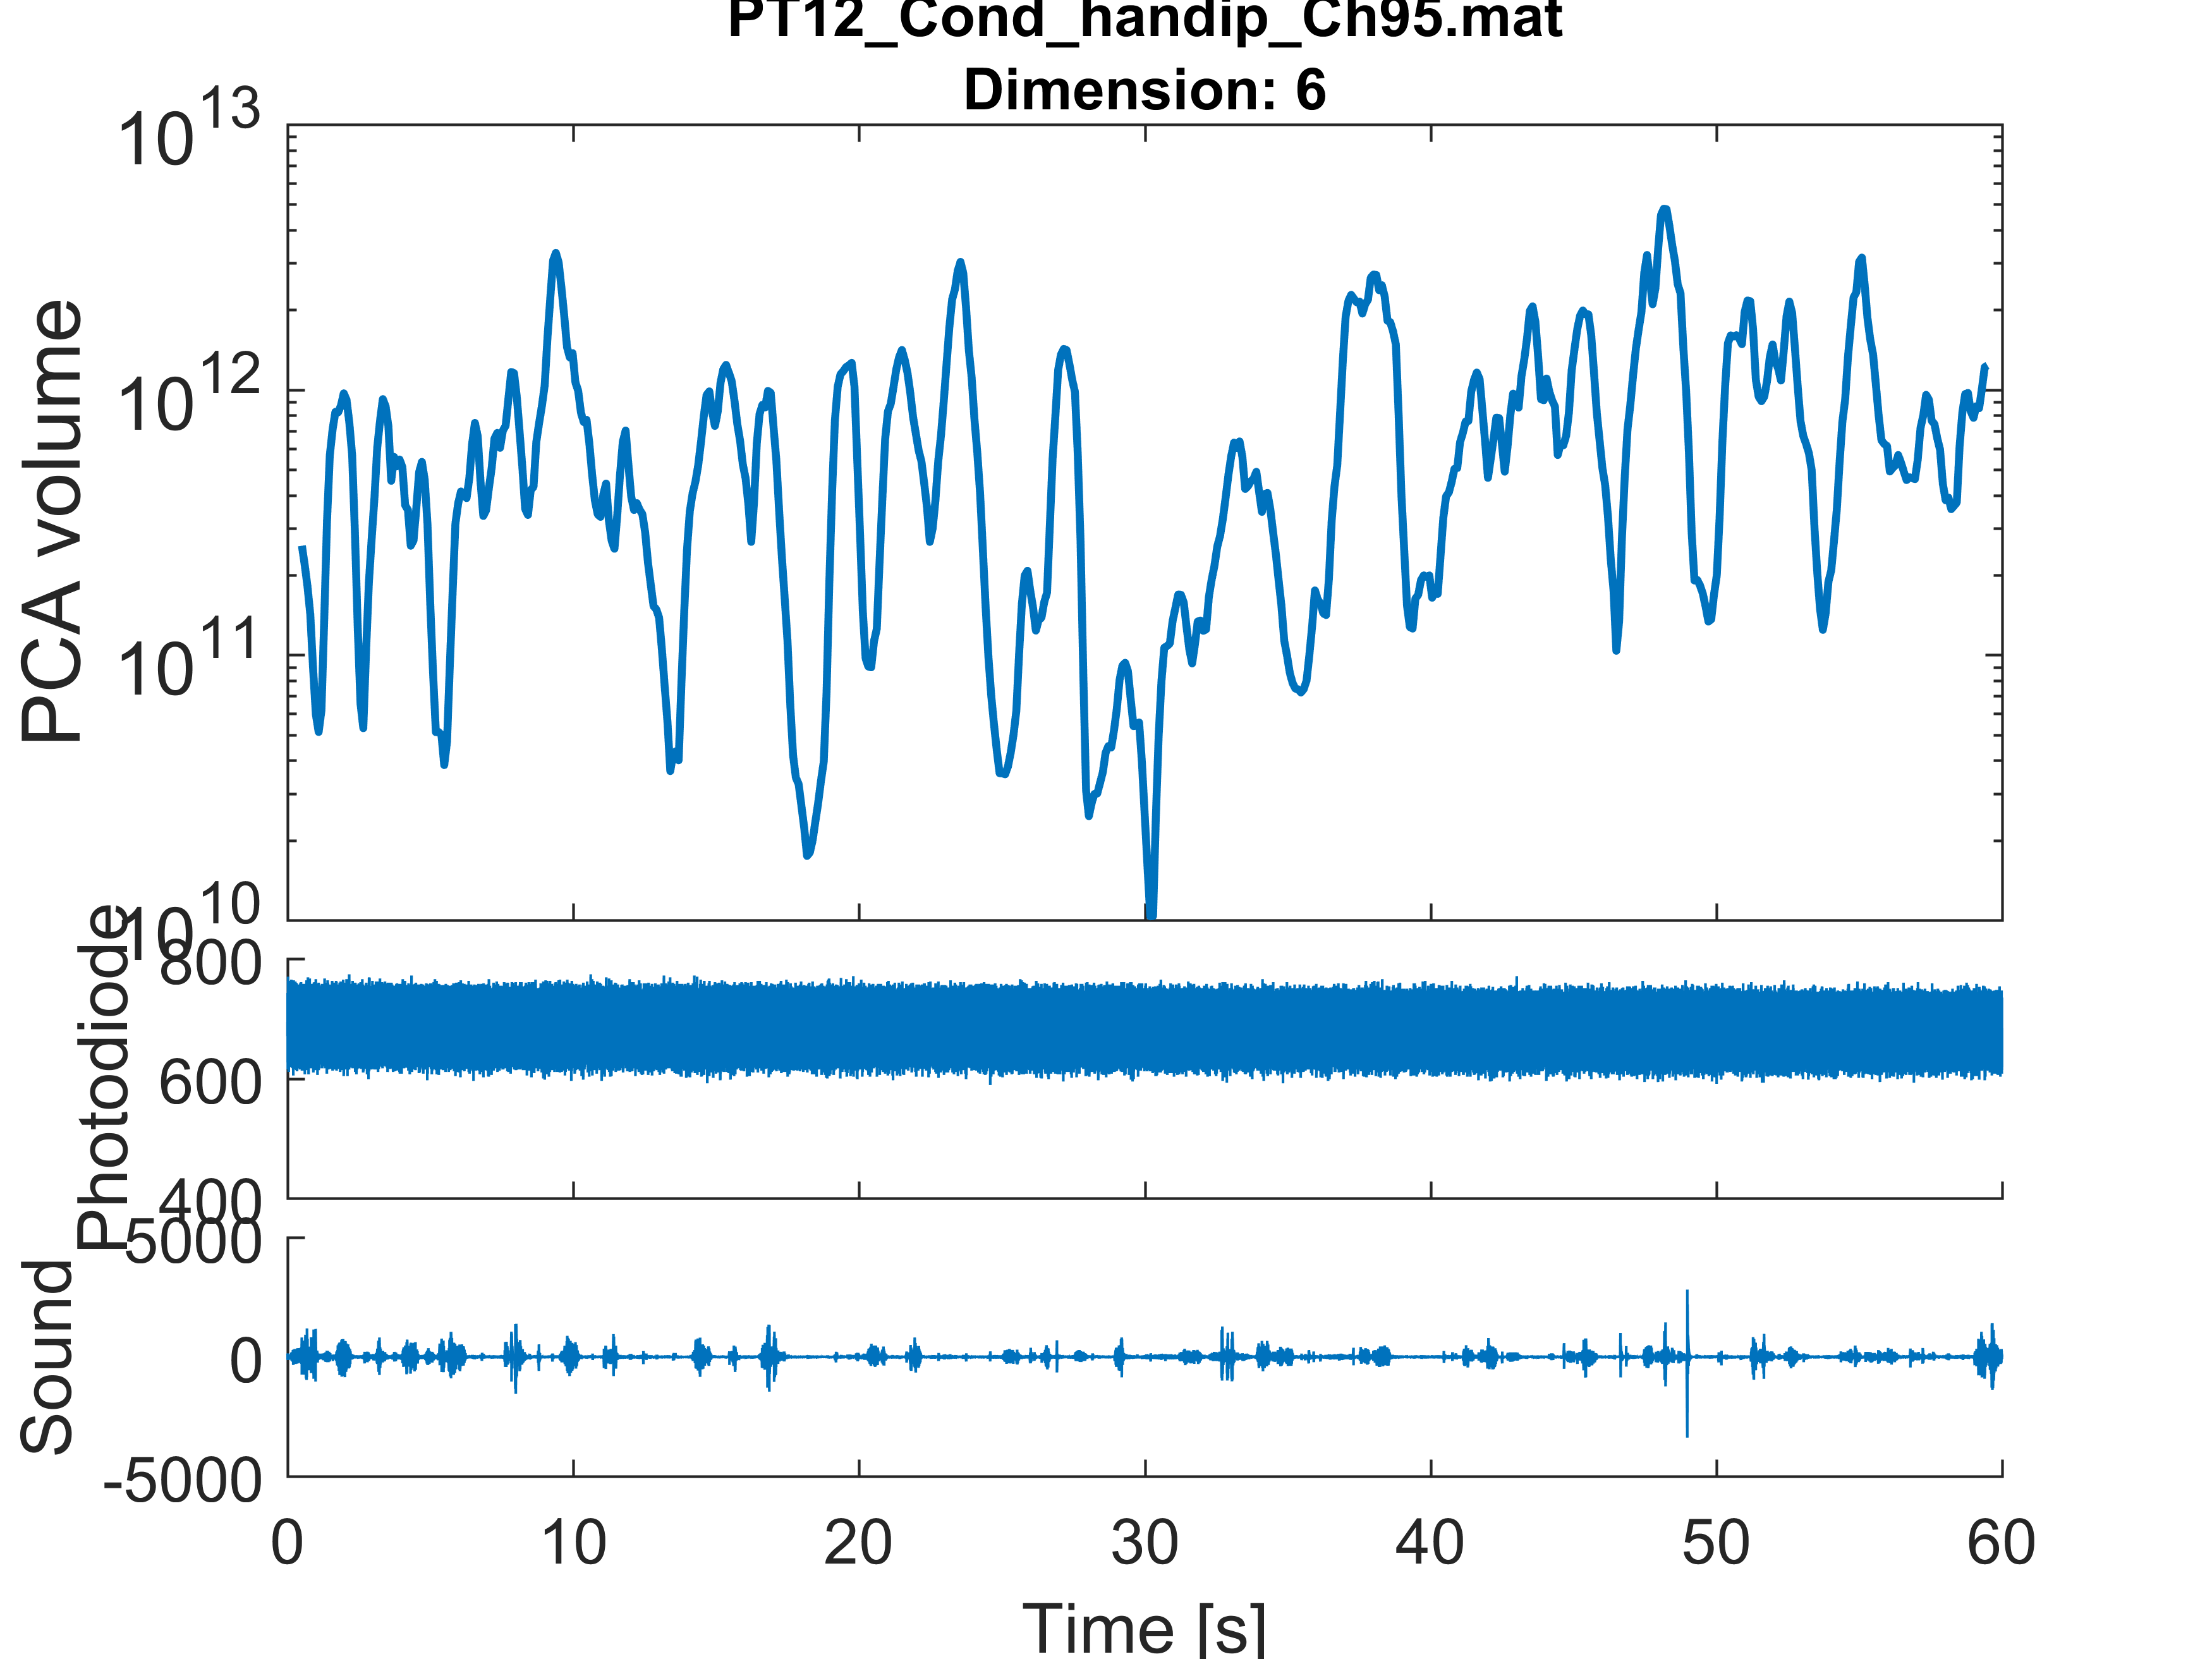 PT12_Cond_handip_Ch95.mat
Dimension: 6
10^13
10^12
10^11
10^10
PCA volume
800
600
400
Photodiode
5000
0
-5000
Sound
0 10 20 30 40 50 60
Time [s]